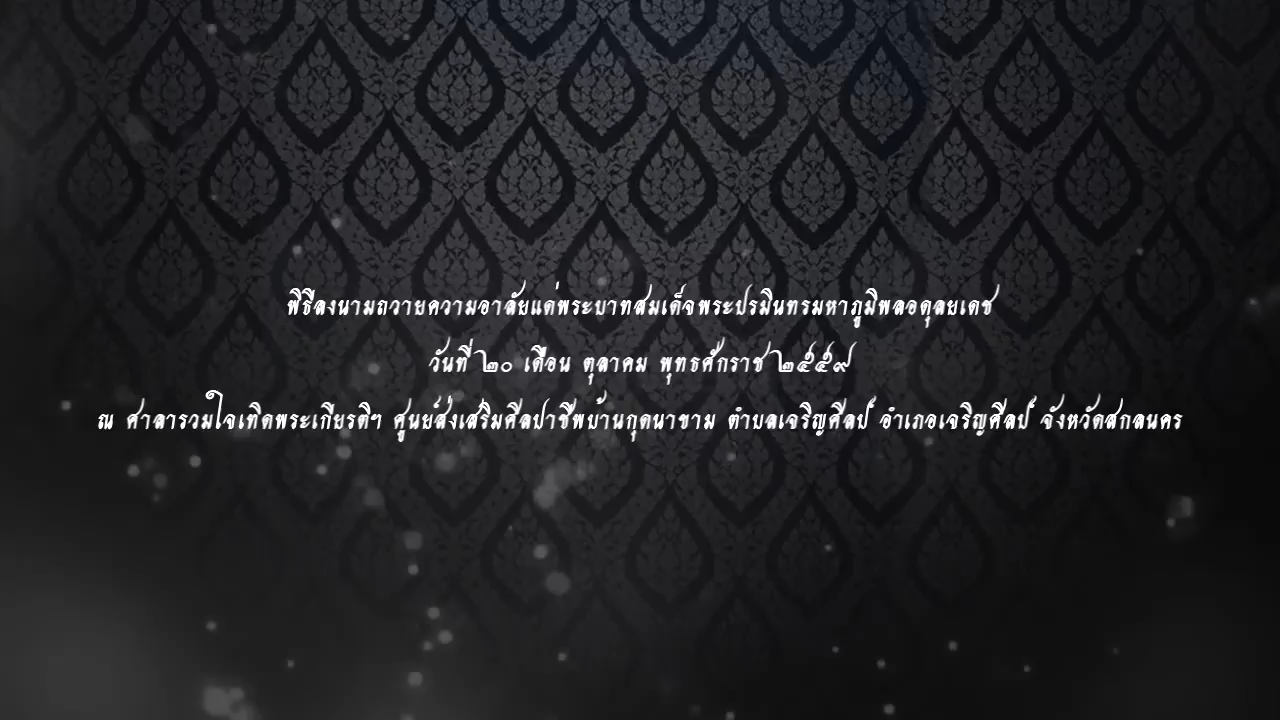 พิธีลงนามถวายความอาลัยแด่พระบาทสมเด็จพระปรมินทรมหาภูมิพลอดุลยเดช
วันที่ ๒๐ เดือน ตุลาคม พุทธศักราช ๒๕๕๙
ณ ศาลารวมใจเทิดพระเกียรติฯ ศูนย์ส่งเสริมศิลปาชีพบ้านกุดนาขาม ตำบลเจริญศิลป์ อำเภอเจริญศิลป์ จังหวัดสกลนคร